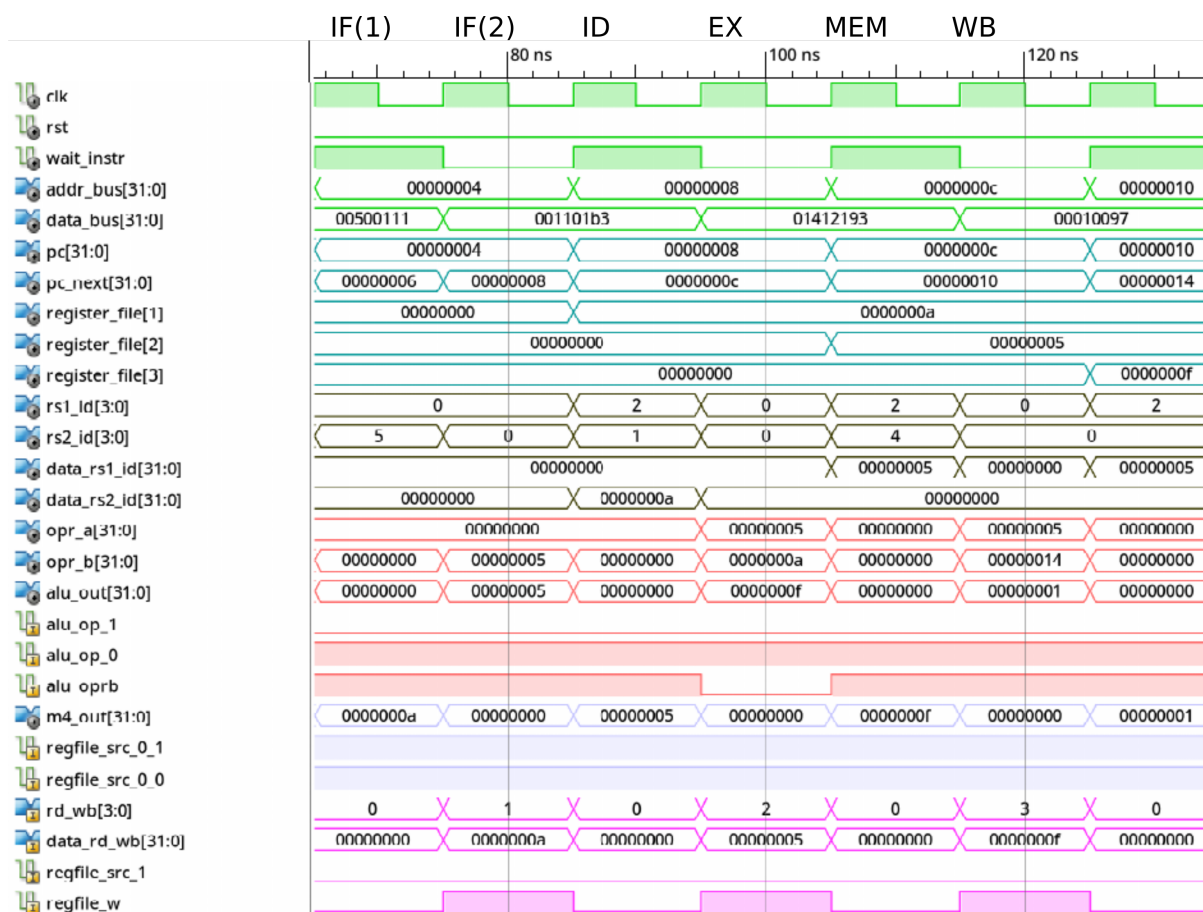 IF(1) IF(2) ID EX MEM WB
80 ns 100 ns 120 ns
clk
rst
wait_instr
addr_bus[31:0] 00000004 00000008 0000000c 00000010
data_bus[31:0] 00500111 001101b3 01412193 00010097
pc[31:0] 00000004 00000008 0000000c 00000010
pc_next[31:0] 00000006 00000008 0000000c 00000010 00000014
register_file[1] 00000000 0000000a
register_file[2] 00000000 00000005
register_file[3] 00000000 0000000f
rs1_id[3:0] 0 2 0 2 0 2
rs2_id[3:0] 5 0 1 0 4 0
data_rs1_id[31:0] 00000000 00000005 00000000 00000005
data_rs2_id[31:0] 00000000 0000000a 00000000
opr_a[31:0] 00000000 00000005 00000000 00000005 00000000
opr_b[31:0] 00000000 00000005 00000000 0000000a 00000000 00000014 00000000
alu_out[31:0] 00000000 00000005 00000000 0000000f 00000000 00000001 00000000
alu_op_1
alu_op_0
alu_oprb
m4_out[31:0] 0000000a 00000000 00000005 00000000 0000000f 00000000 00000001
regfile_src_0_1
regfile_src_0_0
rd_wb[3:0] 0 1 0 2 0 3 0
data_rd_wb[31:0] 00000000 0000000a 00000000 00000005 00000000 0000000f 00000000
regfile_src_1
regfile_w